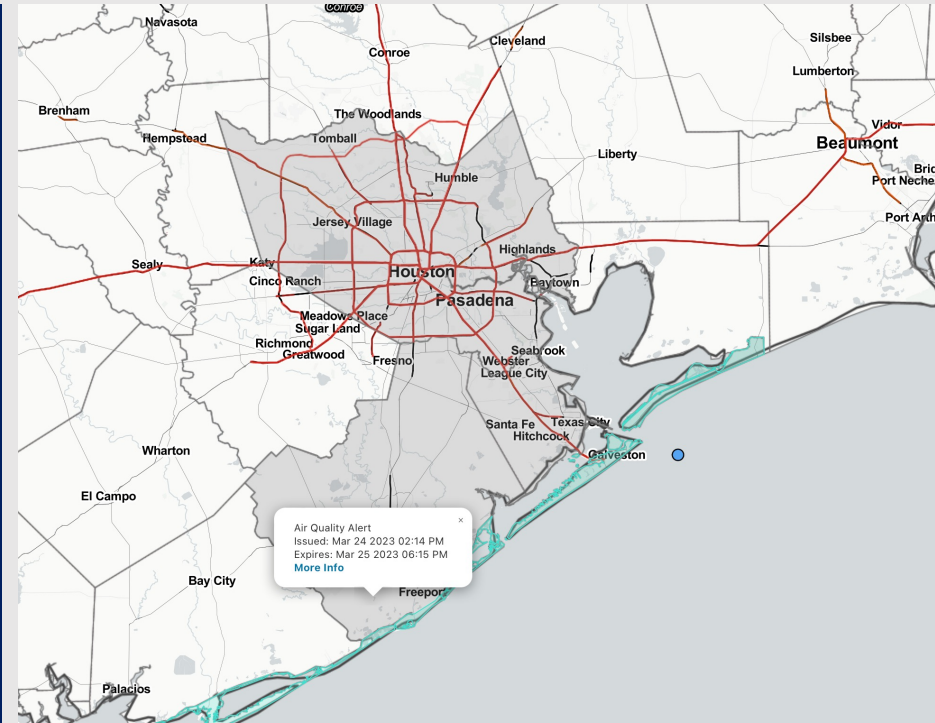 Conroe
Navasota
Cleveland
Silsbee
Conroe
Lumberton
Brenham
The Woodlands
Vidor
Hempstead
Tomball
Beaumont
Liberty
Bric
Humble
Port Neche
Port Arth
Jersey Village
Highlands
Sealy
Katy
Houston
Cinco Ranch
Baytown
Pasadena
Meadows Place
Sugar Land
Richmond
Greatwood
Seabrook
Fresno
Webster
League City
Santa Fe
Texas City
Hitchcock
Wharton
Galveston
El Campo
×
Air Quality Alert
Issued: Mar 24 2023 02:14 PM
Expires: Mar 25 2023 06:15 PM
More Info
Bay City
Freeport
Palacios